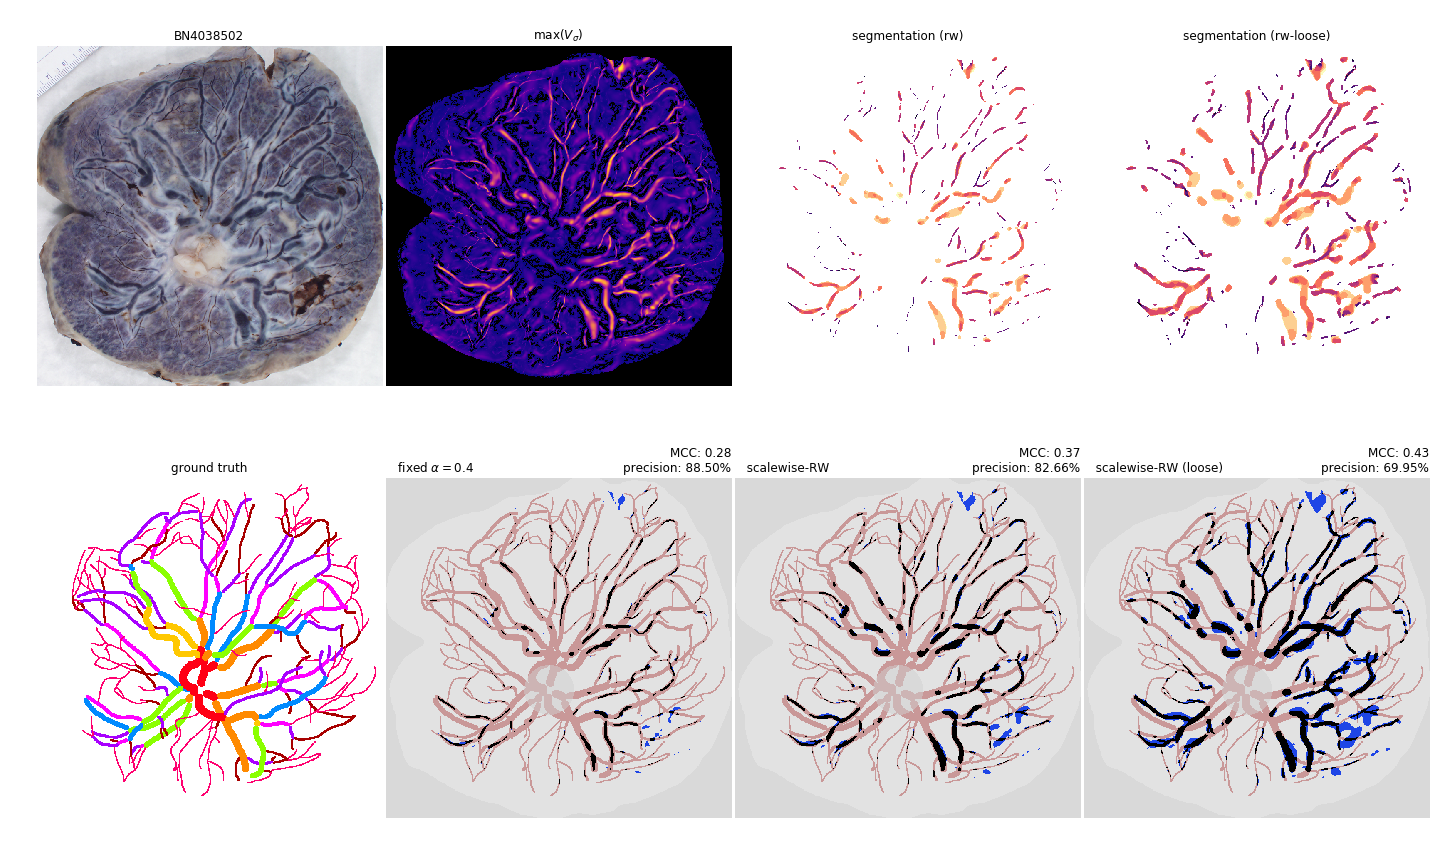 BN4038502
max(Vσ)
segmentation (rw)
segmentation (rw-loose)
ground truth
fixed α = 0.4
MCC: 0.28
precision: 88.50%
scalewise-RW
MCC: 0.37
precision: 82.66%
scalewise-RW (loose)
MCC: 0.43
precision: 69.95%